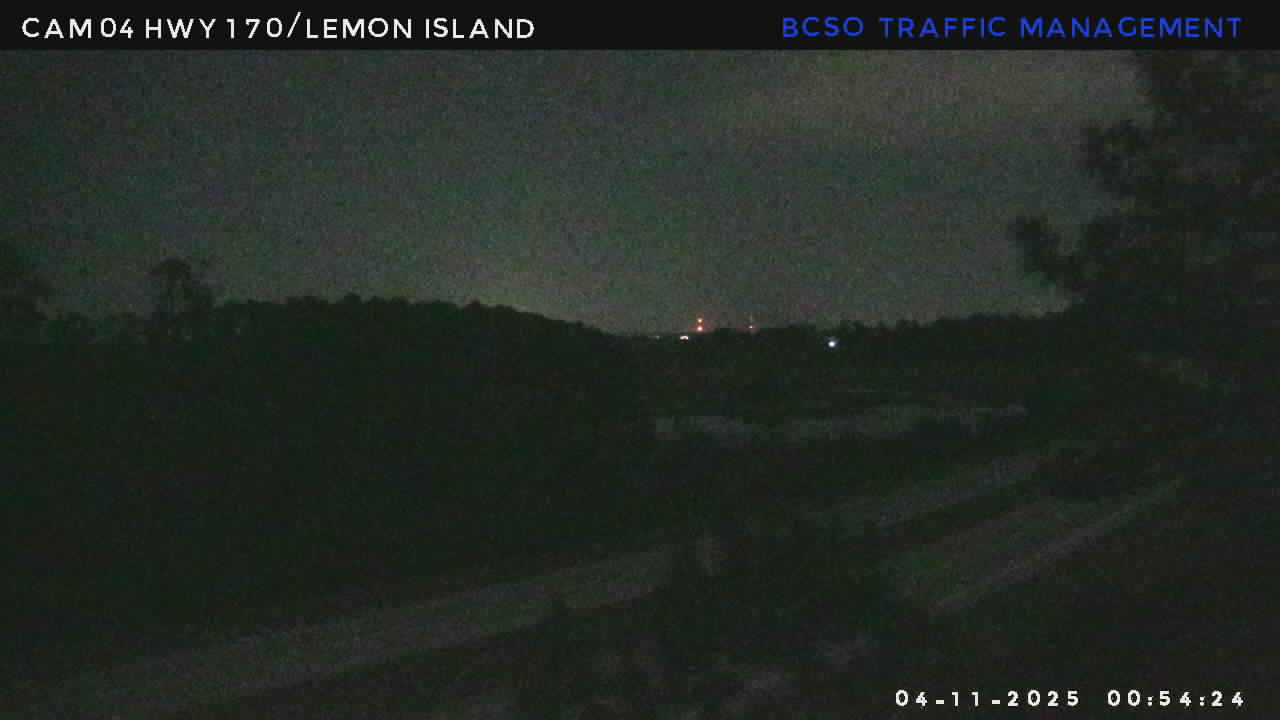 CAM04 HWY 170/LEMON ISLAND
BCSO TRAFFIC MANAGEMENT
04-11-2025 00:54:24